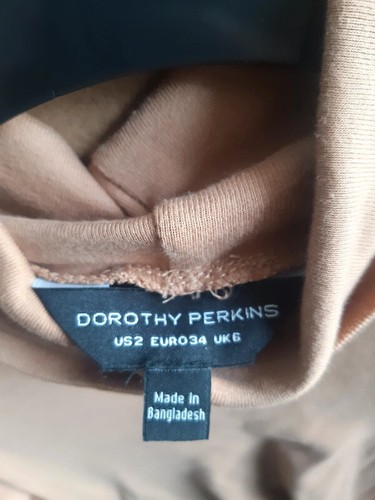 DOROTHY PERKINS
US2 EURO34 UK6
Made In
Bangladesh